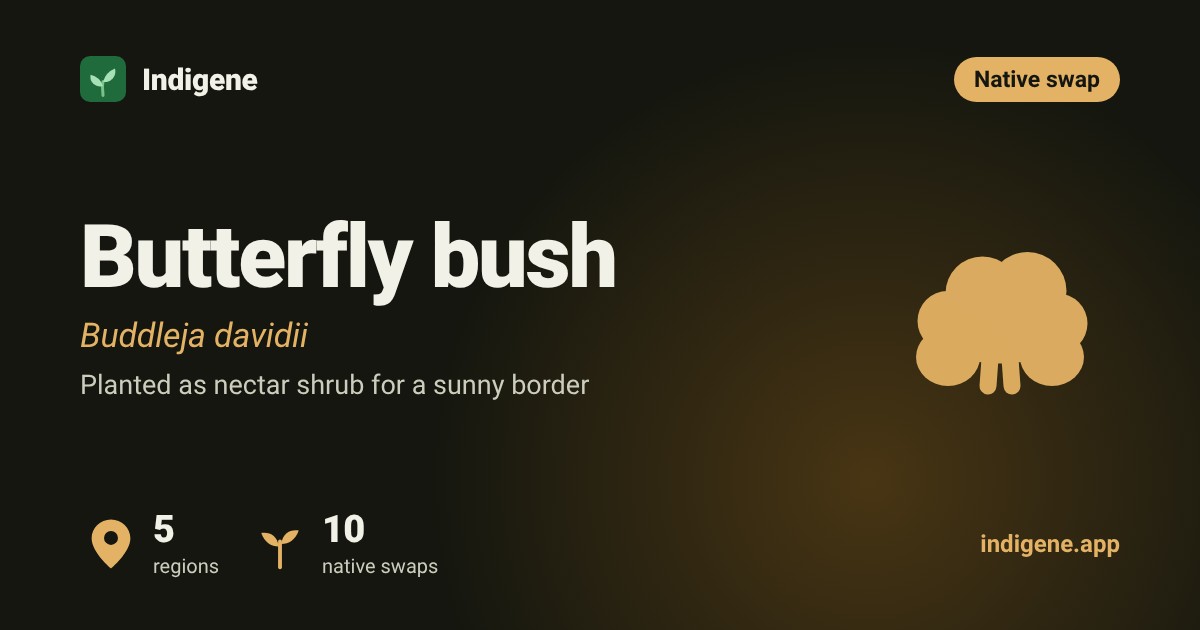 Indigene
Native swap
Butterfly bush
Buddleja davidii
Planted as nectar shrub for a sunny border
5
regions
10
native swaps
indigene.app